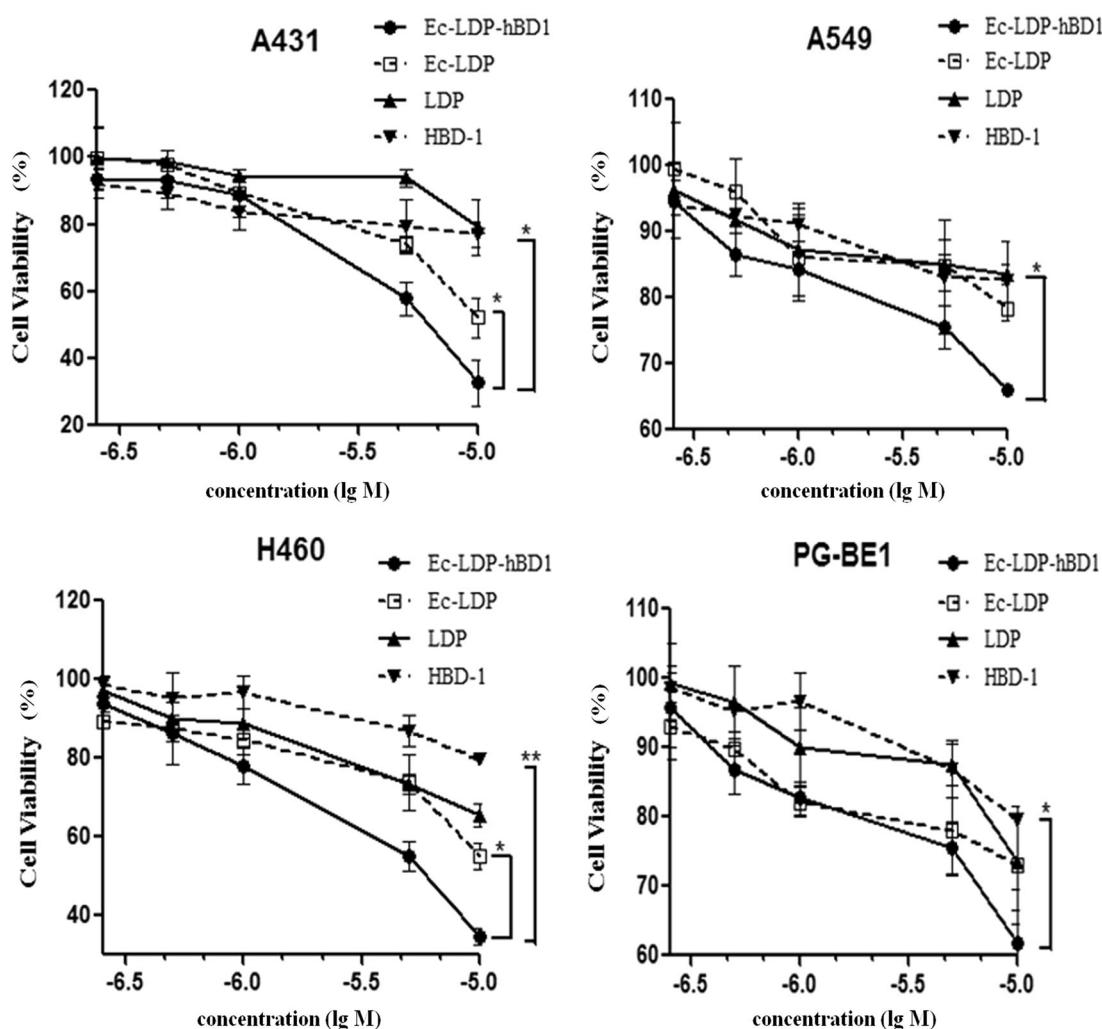 A431
Ec-LDP-hBD1
Ec-LDP
LDP
HBD-1
120
100
80
60
40
20
Cell Viability (%)
*
*
-6.5
-6.0
-5.5
-5.0
concentration (lg M)
A549
Ec-LDP-hBD1
Ec-LDP
LDP
HBD-1
110
100
90
80
70
60
Cell Viability (%)
*
-6.5
-6.0
-5.5
-5.0
concentration (lg M)
H460
Ec-LDP-hBD1
Ec-LDP
LDP
HBD-1
120
100
80
60
40
Cell Viability (%)
**
*
-6.5
-6.0
-5.5
-5.0
concentration (lg M)
PG-BE1
Ec-LDP-hBD1
Ec-LDP
LDP
HBD-1
110
100
90
80
70
60
Cell Viability (%)
*
-6.5
-6.0
-5.5
-5.0
concentration (lg M)